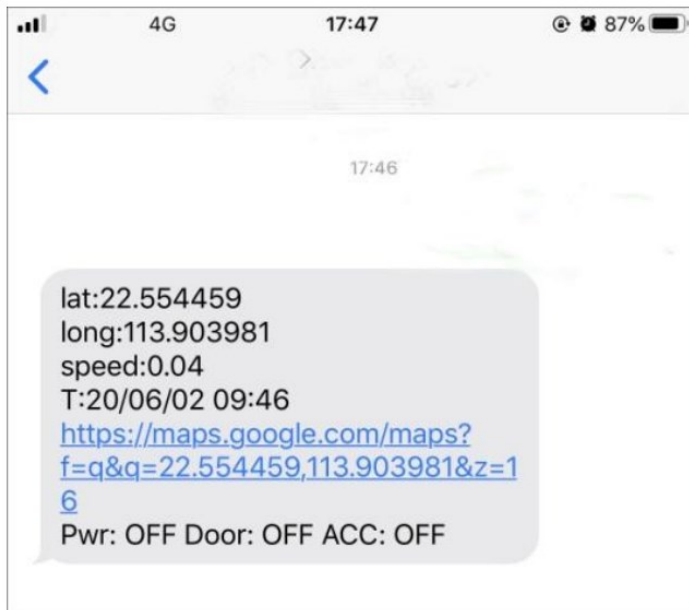 4G 17:47 87%
17:46
lat:22.554459
long:113.903981
speed:0.04
T:20/06/02 09:46
https://maps.google.com/maps?
f=q&q=22.554459,113.903981&z=1
6
Pwr: OFF Door: OFF ACC: OFF